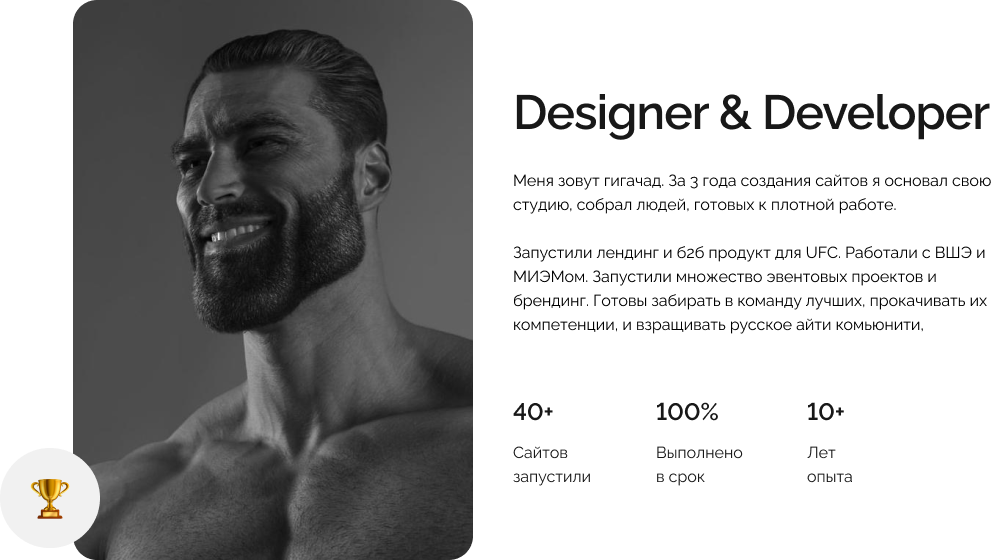 Designer & Developer
Меня зовут гигачад. За 3 года создания сайтов я основал свою
студию, собрал людей, готовых к плотной работе.
Запустили лендинг и б2б продукт для UFC. Работали с ВШЭ и
МИЭМом. Запустили множество эвентовых проектов и
брендинг. Готовы забирать в команду лучших, прокачивать их
компетенции, и взращивать русское айти комьюнити,
40+ 100% 10+
Сайтов Выполнено Лет
запустили в срок опыта